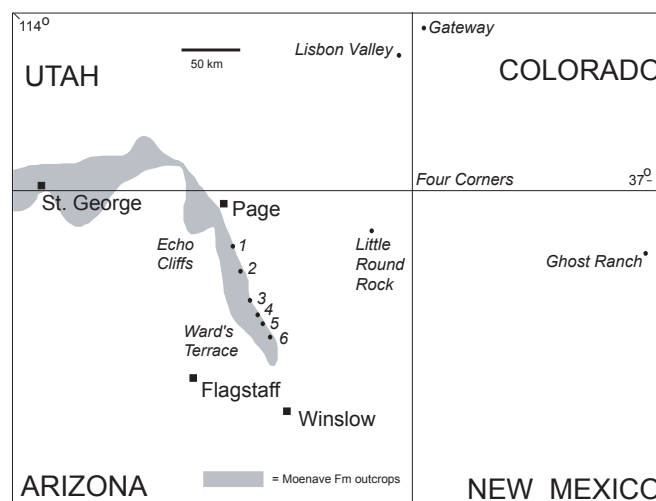 114°
Gateway
Lisbon Valley
50 km
UTAH
COLORADO
Four Corners
37°
St. George
Page
Echo
Cliffs
1
2
3
4
5
6
Little
Round
Rock
Ghost Ranch
Ward's
Terrace
Flagstaff
Winslow
= Moenave Fm outcrops
ARIZONA
NEW MEXICO